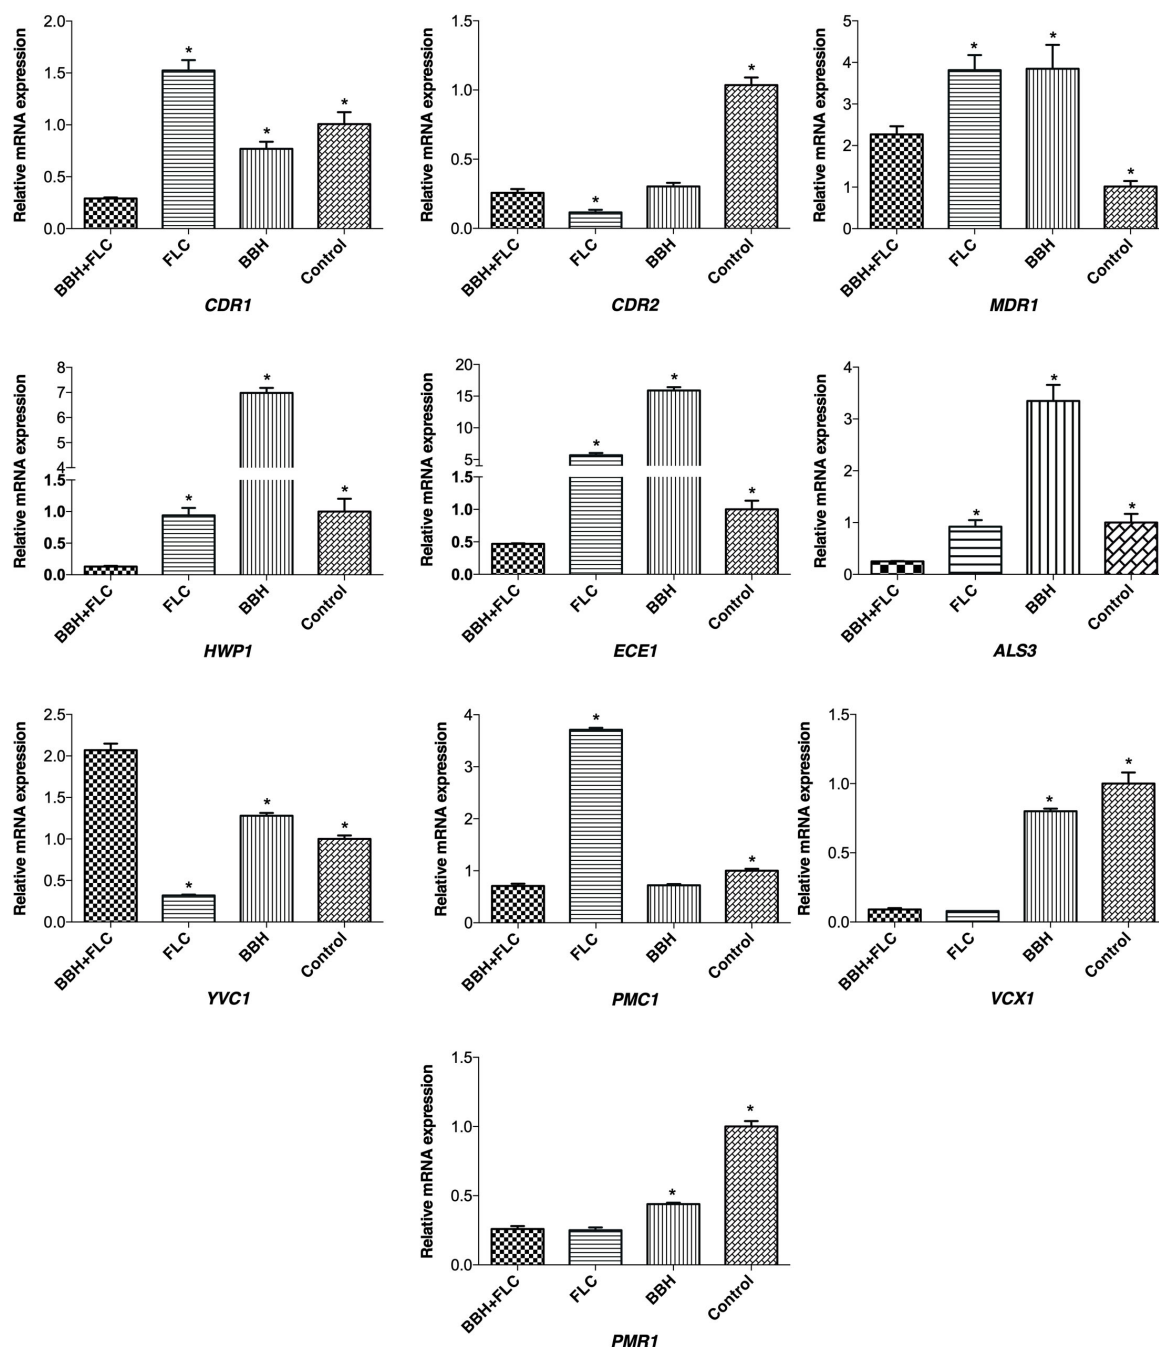 Relative mRNA expression
2.0
1.5
1.0
0.5
0.0
*
*
*
BBH+FLC
FLC
BBH
Control
CDR1
Relative mRNA expression
1.5
1.0
0.5
0.0
*
*
BBH+FLC
FLC
BBH
Control
CDR2
Relative mRNA expression
5
4
3
2
1
0
*
*
*
BBH+FLC
FLC
BBH
Control
MDR1
Relative mRNA expression
8
7
6
5
4
1.5
1.0
0.5
0.0
*
*
*
BBH+FLC
FLC
BBH
Control
HWP1
Relative mRNA expression
20
15
10
5
1.5
1.0
0.5
0.0
*
*
*
BBH+FLC
FLC
BBH
Control
ECE1
Relative mRNA expression
4
3
2
1
0
*
*
*
BBH+FLC
FLC
BBH
Control
ALS3
Relative mRNA expression
2.5
2.0
1.5
1.0
0.5
0.0
*
*
*
BBH+FLC
FLC
BBH
Control
YVC1
Relative mRNA expression
4
3
2
1
0
*
*
BBH+FLC
FLC
BBH
Control
PMC1
Relative mRNA expression
1.5
1.0
0.5
0.0
*
*
BBH+FLC
FLC
BBH
Control
VCX1
Relative mRNA expression
1.5
1.0
0.5
0.0
*
*
BBH+FLC
FLC
BBH
Control
PMR1